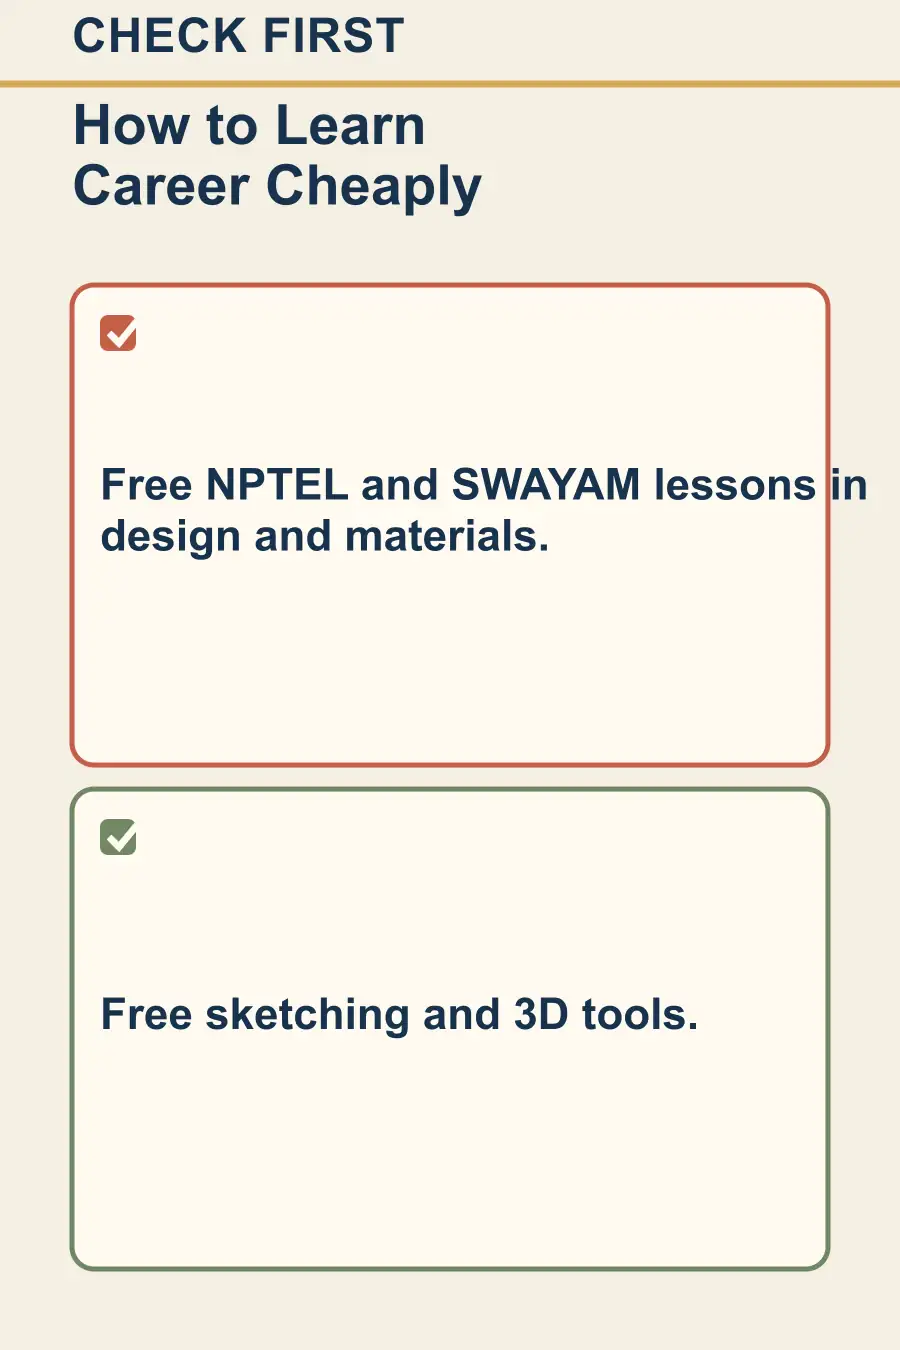 CHECK FIRST
How to Learn
Career Cheaply
Free NPTEL and SWAYAM lessons in
design and materials.
Free sketching and 3D tools.